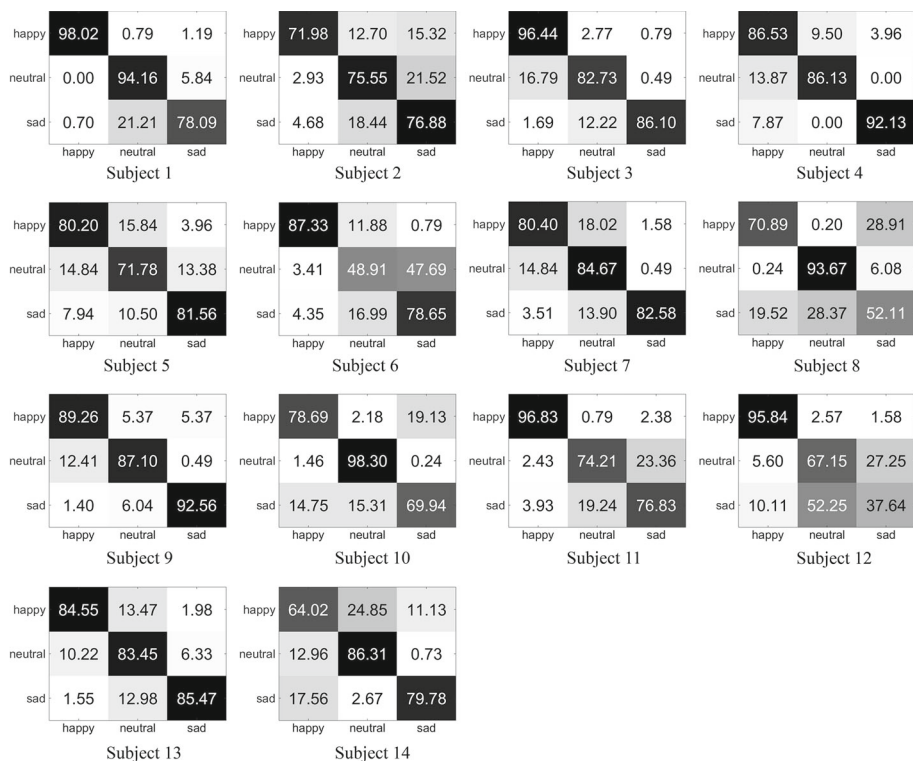 happy 98.02 0.79 1.19
neutral 0.00 94.16 5.84
sad 0.70 21.21 78.09
happy neutral sad
Subject 1
happy 71.98 12.70 15.32
neutral 2.93 75.55 21.52
sad 4.68 18.44 76.88
happy neutral sad
Subject 2
happy 96.44 2.77 0.79
neutral 16.79 82.73 0.49
sad 1.69 12.22 86.10
happy neutral sad
Subject 3
happy 86.53 9.50 3.96
neutral 13.87 86.13 0.00
sad 7.87 0.00 92.13
happy neutral sad
Subject 4
happy 80.20 15.84 3.96
neutral 14.84 71.78 13.38
sad 7.94 10.50 81.56
happy neutral sad
Subject 5
happy 87.33 11.88 0.79
neutral 3.41 48.91 47.69
sad 4.35 16.99 78.65
happy neutral sad
Subject 6
happy 80.40 18.02 1.58
neutral 14.84 84.67 0.49
sad 3.51 13.90 82.58
happy neutral sad
Subject 7
happy 70.89 0.20 28.91
neutral 0.24 93.67 6.08
sad 19.52 28.37 52.11
happy neutral sad
Subject 8
happy 89.26 5.37 5.37
neutral 12.41 87.10 0.49
sad 1.40 6.04 92.56
happy neutral sad
Subject 9
happy 78.69 2.18 19.13
neutral 1.46 98.30 0.24
sad 14.75 15.31 69.94
happy neutral sad
Subject 10
happy 96.83 0.79 2.38
neutral 2.43 74.21 23.36
sad 3.93 19.24 76.83
happy neutral sad
Subject 11
happy 95.84 2.57 1.58
neutral 5.60 67.15 27.25
sad 10.11 52.25 37.64
happy neutral sad
Subject 12
happy 84.55 13.47 1.98
neutral 10.22 83.45 6.33
sad 1.55 12.98 85.47
happy neutral sad
Subject 13
happy 64.02 24.85 11.13
neutral 12.96 86.31 0.73
sad 17.56 2.67 79.78
happy neutral sad
Subject 14